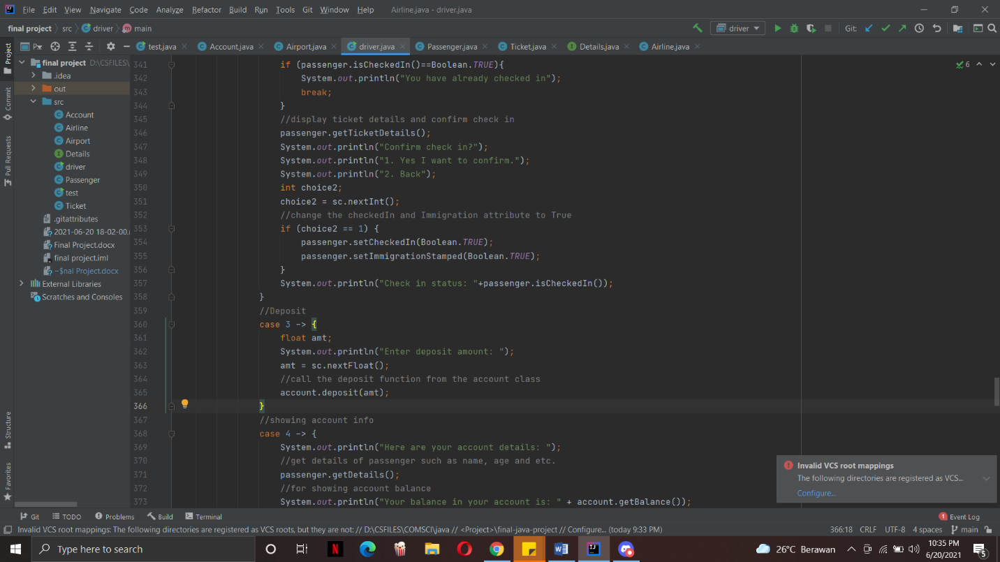 File Edit View Navigate Code Analyze Refactor Build Run Tools Git Window Help Airline.java - driver.java
final project src driver main driver Git:
Project P▾ test.java Account.java Airport.java driver.java Passenger.java Ticket.java Details.java Airline.java
final project D:\CSFILES\
.idea
out
src
Account
Airline
Airport
Details
driver
Passenger
test
Ticket
.gitattributes
2021-06-20 18-02-00.
Final Project.docx
final project.iml
~$nal Project.docx
External Libraries
Scratches and Consoles
Commit
Pull Requests
Structure
Favorites
6
341 if (passenger.isCheckedIn()==Boolean.TRUE){
342 System.out.println("You have already checked in");
343 break;
344 }
345 //display ticket details and confirm check in
346 passenger.getTicketDetails();
347 System.out.println("Confirm check in?");
348 System.out.println("1. Yes I want to confirm.");
349 System.out.println("2. Back");
350 int choice2;
351 choice2 = sc.nextInt();
352 //change the checkedIn and Immigration attribute to True
353 if (choice2 == 1) {
354 passenger.setCheckedIn(Boolean.TRUE);
355 passenger.setImmigrationStamped(Boolean.TRUE);
356 }
357 System.out.println("Check in status: "+passenger.isCheckedIn());
358 }
359 //Deposit
360 case 3 -> {
361 float amt;
362 System.out.println("Enter deposit amount: ");
363 amt = sc.nextFloat();
364 //call the deposit function from the account class
365 account.deposit(amt);
366 }
367 //showing account info
368 case 4 -> {
369 System.out.println("Here are your account details: ");
370 //get details of passenger such as name, age and etc.
371 passenger.getDetails();
372 //for showing account balance
373 System.out.println("Your balance in your account is: " + account.getBalance());
Invalid VCS root mappings
The following directories are registered as VCS...
Configure...
Git TODO Problems Build Terminal 1 Event Log
Invalid VCS root mappings: The following directories are registered as VCS roots, but they are not: // D:\CSFILES\COMSCI\java // <Project>\final-java-project // Configure... (today 9:33 PM) 366:18 CRLF UTF-8 4 spaces main
Type here to search 26°C Berawan 10:35 PM
6/20/2021 5